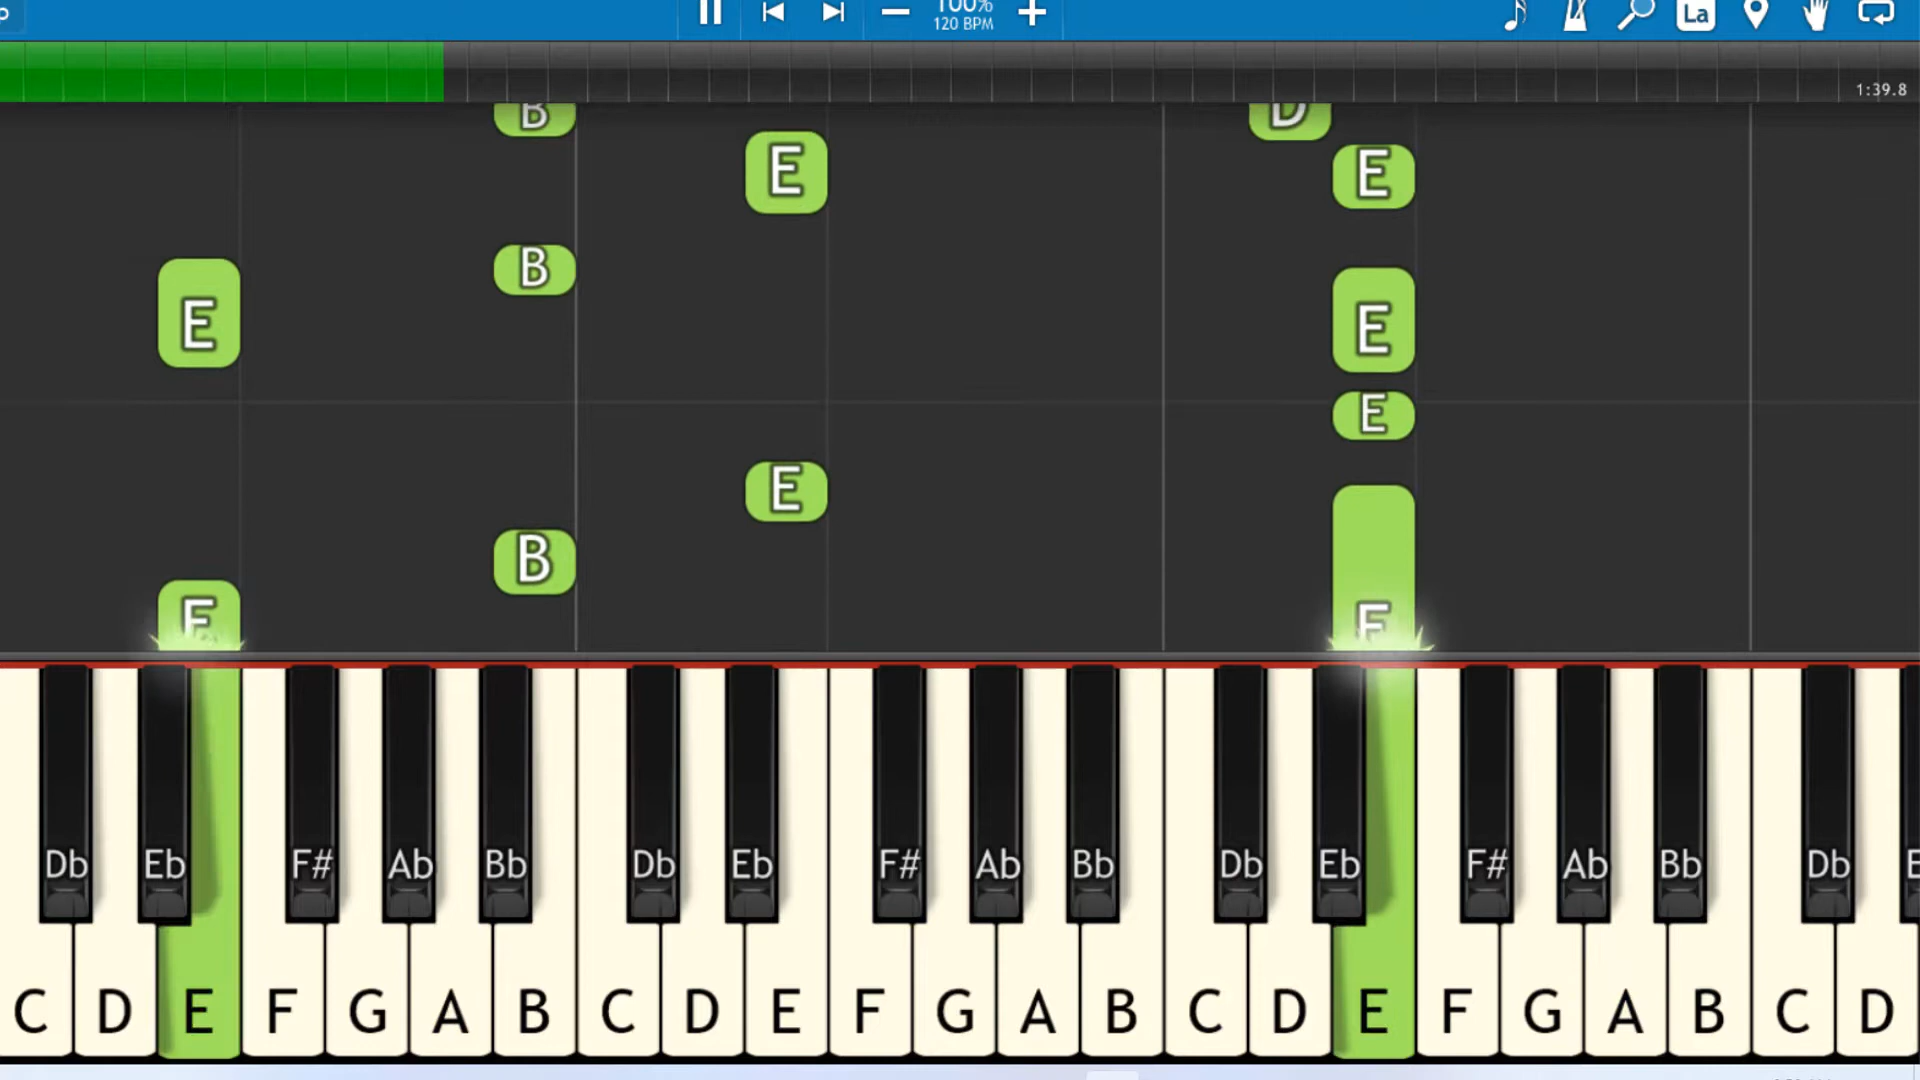 100%
120 BPM
La
1:39.8
B
D
E
E
E
B
E
E
E
B
E
E
Db Eb F# Ab Bb Db Eb F# Ab Bb Db Eb F# Ab Bb Db
C D E F G A B C D E F G A B C D E F G A B C D